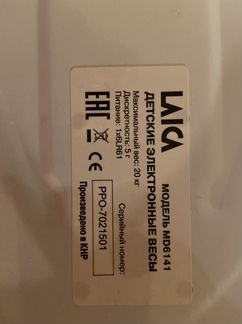 LAICA
ДЕТСКИЕ ЭЛЕКТРОННЫЕ ВЕСЫ
МОДЕЛЬ MD6141
Максимальный вес: 20 кг
Дискретность: 5 г
Питание: 1x6LR61
EAC
CE
Серийный номер:
PPO-7021501
Произведено в КНР